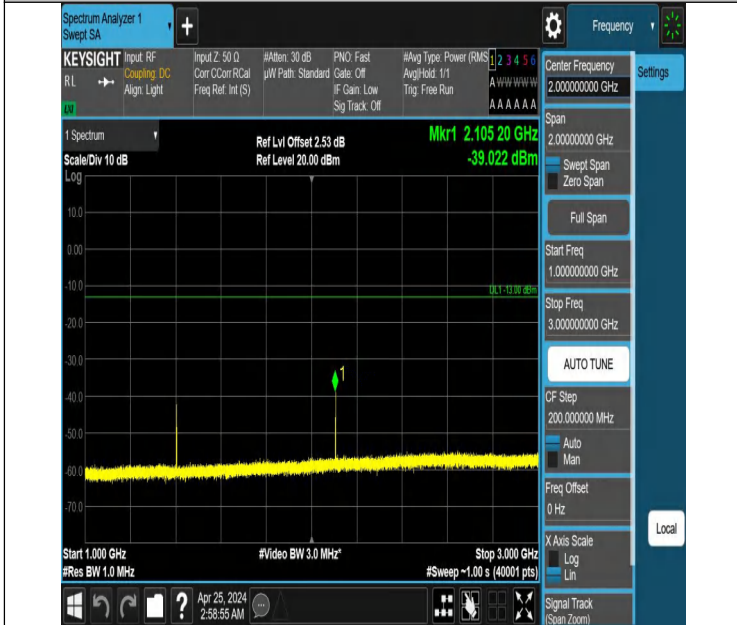 Spectrum Analyzer 1
Swept SA
+
Frequency
KEYSIGHT
RL
LXI
Input: RF
Coupling: DC
Align: Light
Input Z: 50 Ω
Corr CCorr RCal
Freq Ref: Int (S)
#Atten: 30 dB
µW Path: Standard
PNO: Fast
Gate: Off
IF Gain: Low
Sig Track: Off
#Avg Type: Power (RMS
Avg|Hold: 1/1
Trig: Free Run
1 2 3 4 5 6
A W W W W W
A A A A A A
Center Frequency
2.000000000 GHz
Settings
1 Spectrum
Scale/Div 10 dB
Log
Ref Lvl Offset 2.53 dB
Ref Level 20.00 dBm
Mkr1 2.105 20 GHz
-39.022 dBm
Span
2.00000000 GHz
Swept Span
Zero Span
Full Span
Start Freq
1.000000000 GHz
Stop Freq
3.000000000 GHz
AUTO TUNE
CF Step
200.000000 MHz
Auto
Man
Freq Offset
0 Hz
X Axis Scale
Log
Lin
Local
Signal Track
(Span Zoom)
10.0
0.00
-10.0
DL1 -13.00 dBm
-20.0
-30.0
1
-40.0
-50.0
-60.0
-70.0
Start 1.000 GHz
#Res BW 1.0 MHz
#Video BW 3.0 MHz*
Stop 3.000 GHz
#Sweep ~1.00 s (40001 pts)
?
Apr 25, 2024
2:58:55 AM